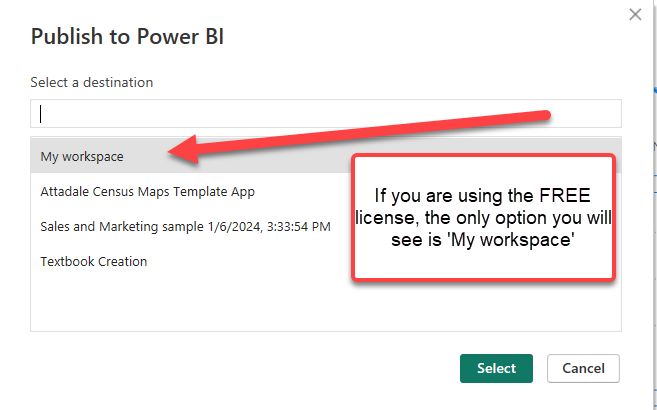 Publish to Power BI
Select a destination
My workspace
Attadale Census Maps Template App
Sales and Marketing sample 1/6/2024, 3:33:54 PM
Textbook Creation
If you are using the FREE
license, the only option you will
see is 'My workspace'
Select
Cancel